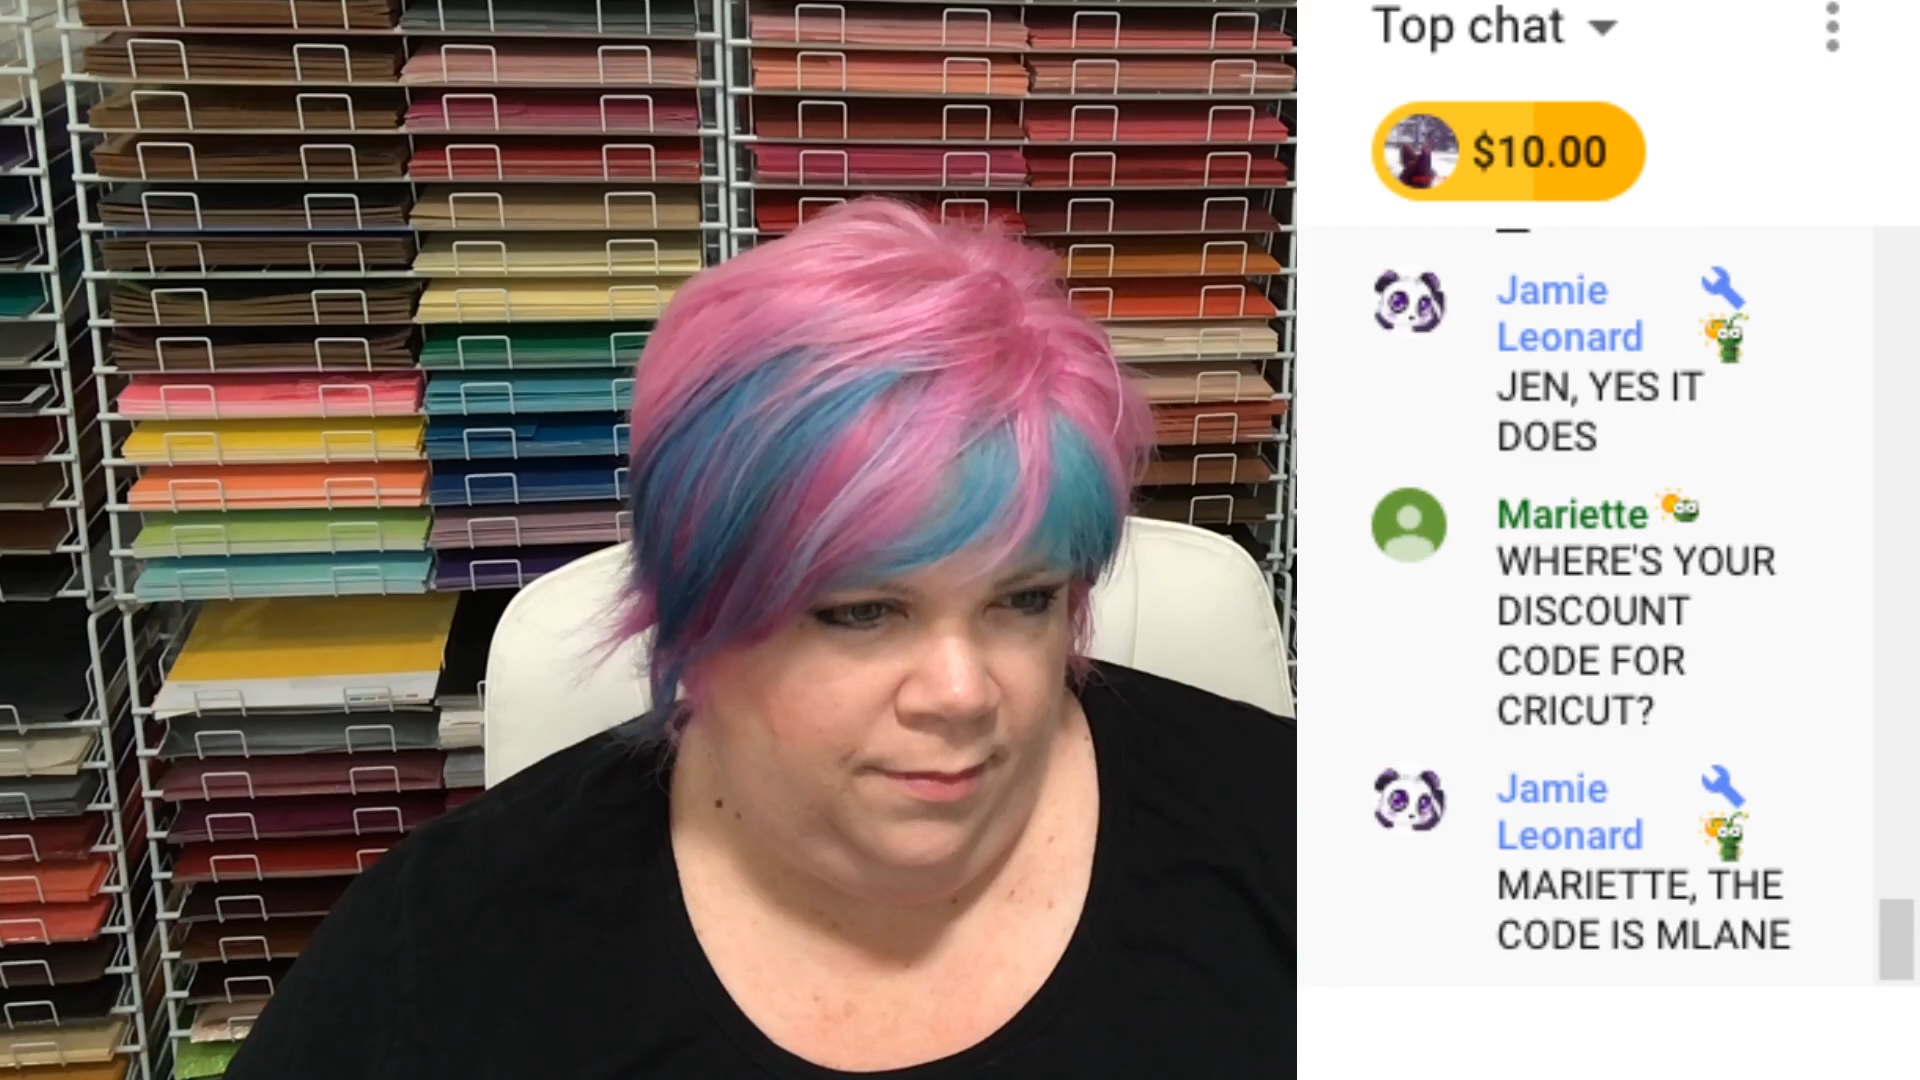 Top chat
$10.00
Jamie
Leonard
JEN, YES IT
DOES
Mariette
WHERE'S YOUR
DISCOUNT
CODE FOR
CRICUT?
Jamie
Leonard
MARIETTE, THE
CODE IS MLANE